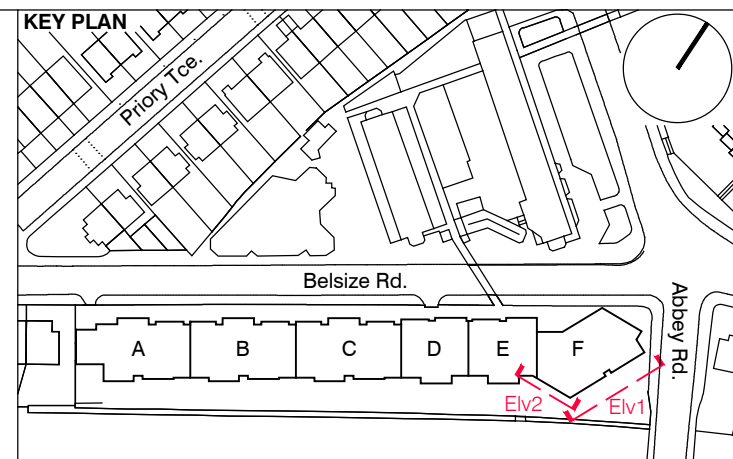 KEY PLAN
Priory Tce.
Belsize Rd.
Abbey Rd.
A
B
C
D
E
F
Elv2
Elv1